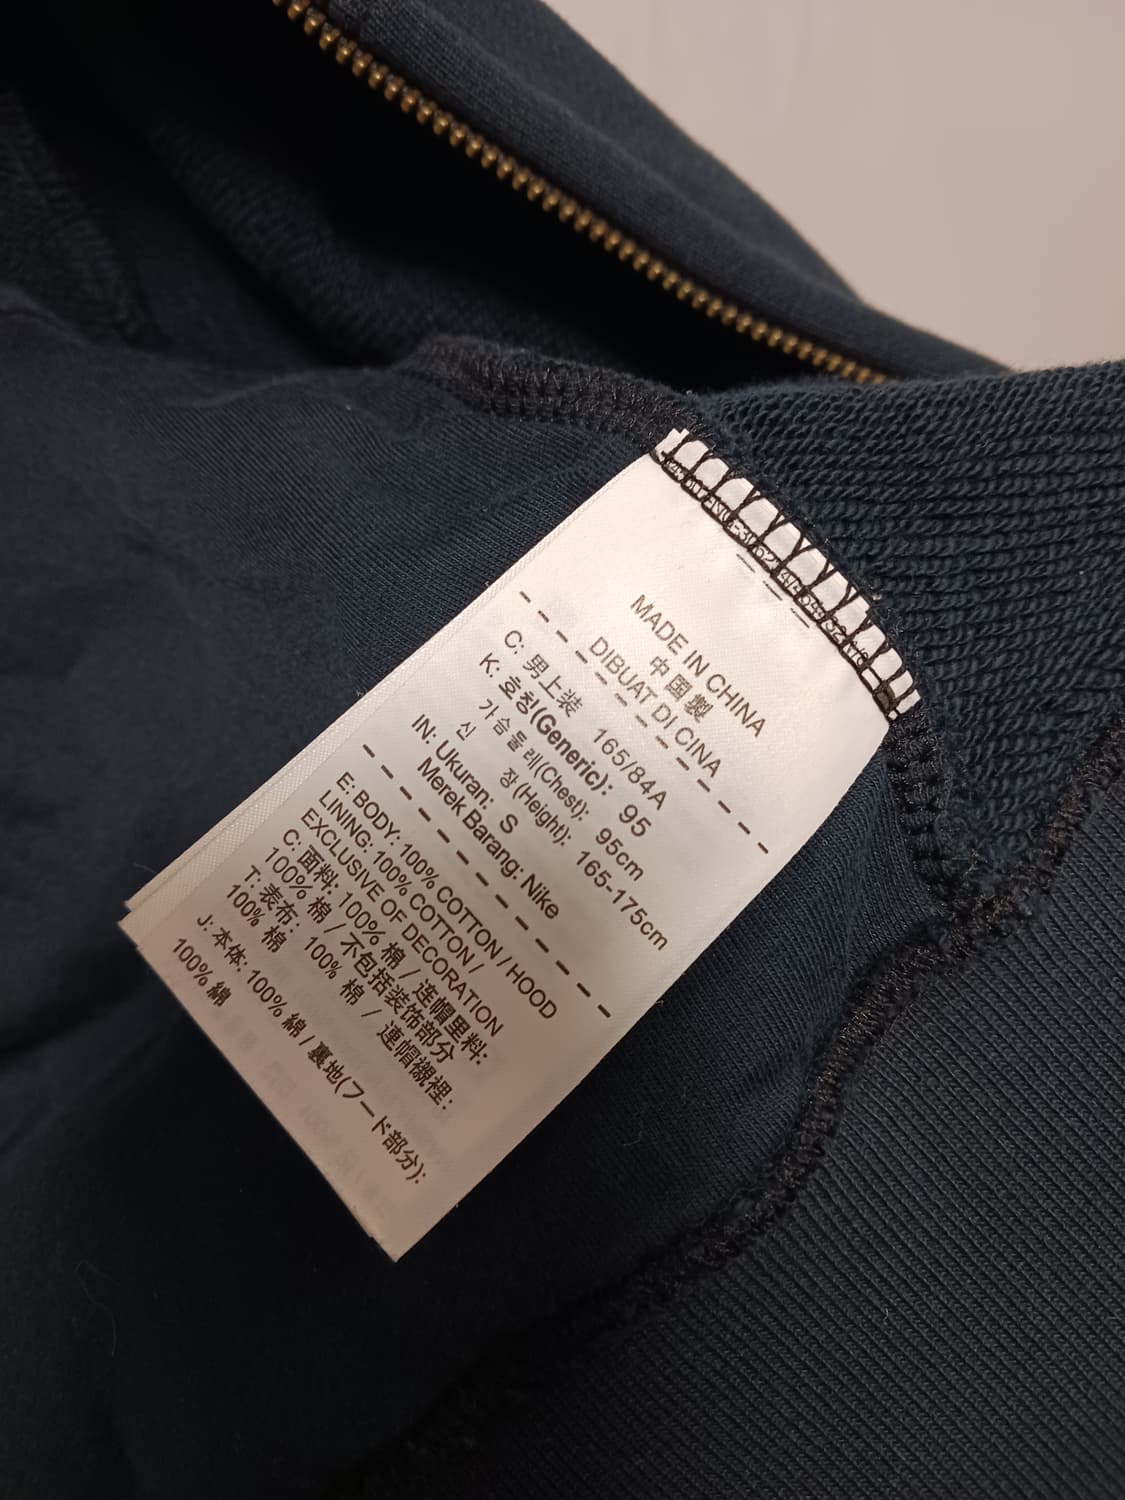 MADE IN CHINA
中国製
DIBUAT DI CINA
C: 男上装 165/84A
K: 호칭(Generic): 95
가슴둘레(Chest): 95cm
신 장(Height): 165-175cm
IN: Ukuran: S
Merek Barang: Nike
E: BODY: 100% COTTON / HOOD
LINING: 100% COTTON /
EXCLUSIVE OF DECORATION
C: 面料: 100% 棉 / 连帽里料:
100% 棉 / 不包括装饰部分
T: 表布: 100% 棉 / 連帽襯裡:
100% 棉
J: 本体: 100% 綿 / 裏地(フード部分):
100% 綿